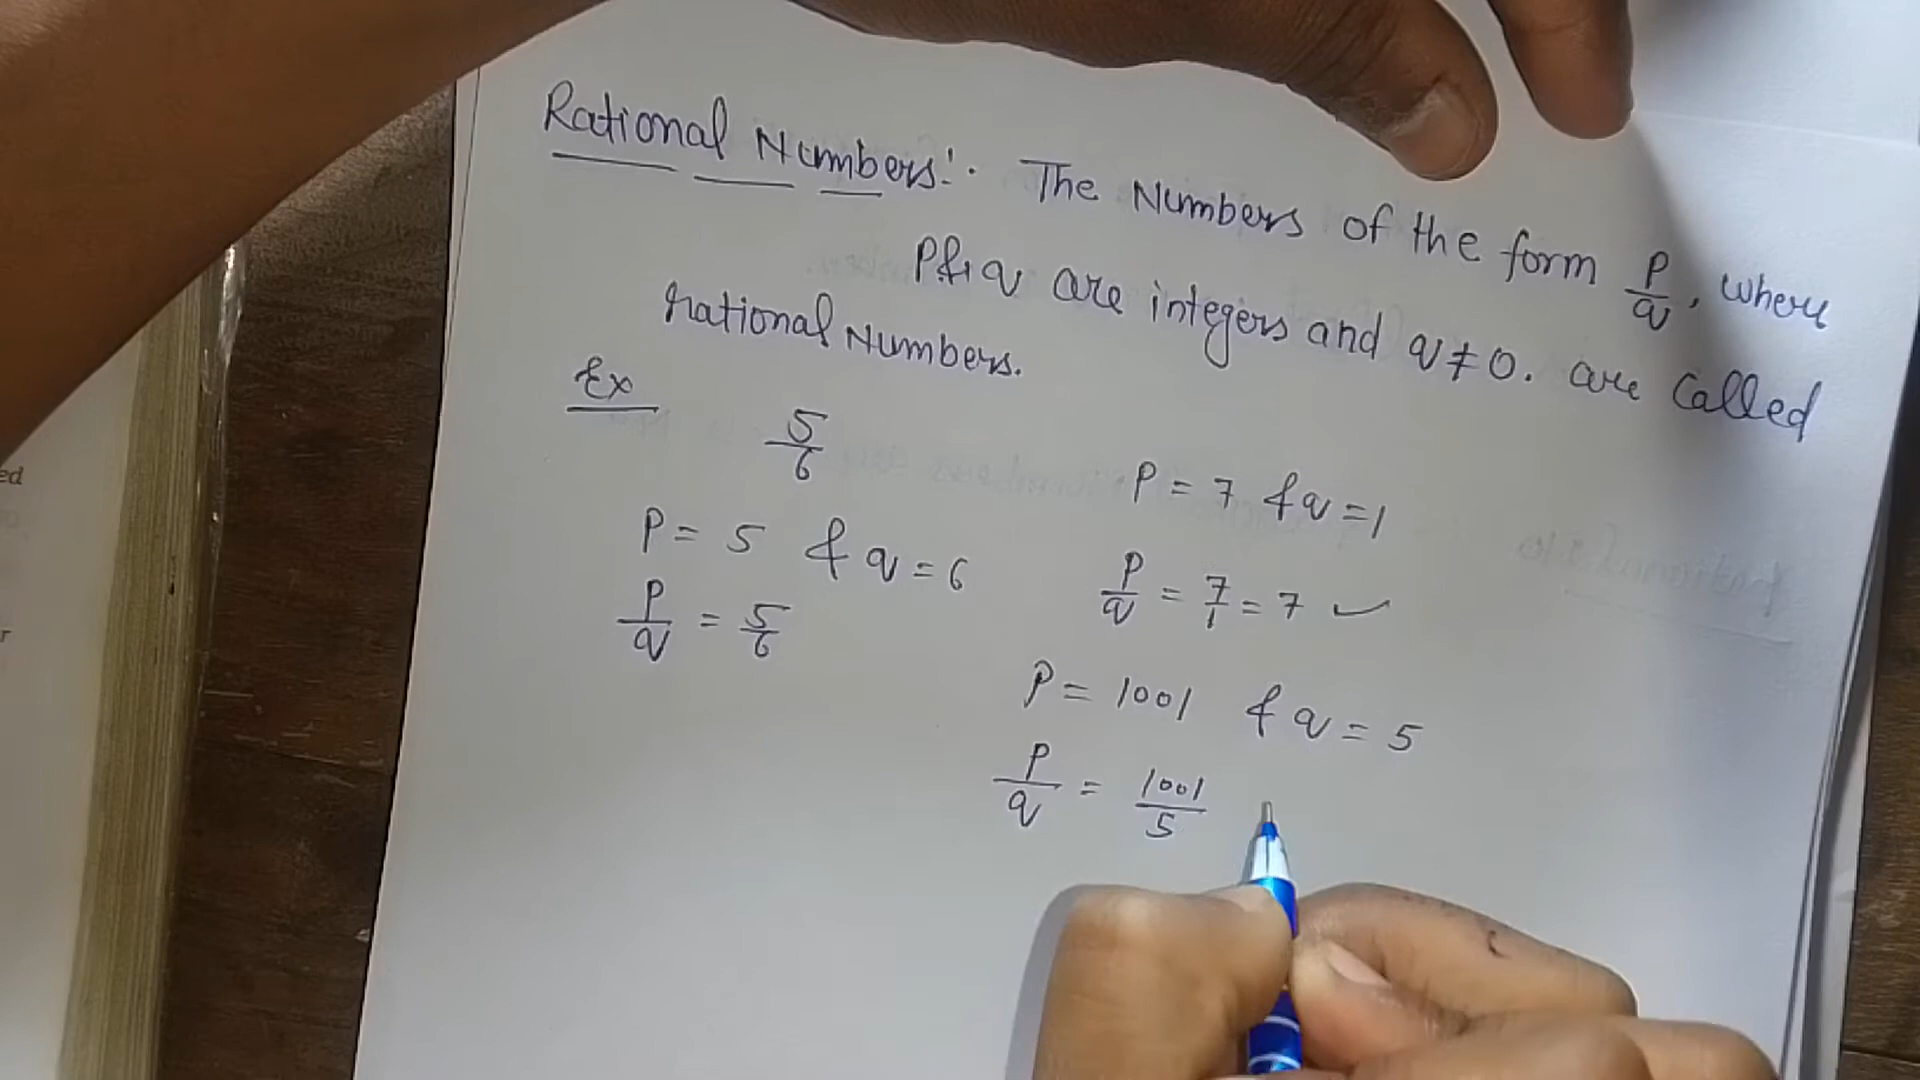 Rational Numbers:. The Numbers of the form P/q, where
P & q are integers and q ≠ 0. are called
rational Numbers.
Ex
5/6
P = 5 & q = 6
P/q = 5/6
P = 7 & q = 1
P/q = 7/1 = 7 ✓
P = 1001 & q = 5
P/q = 1001/5
ed
r